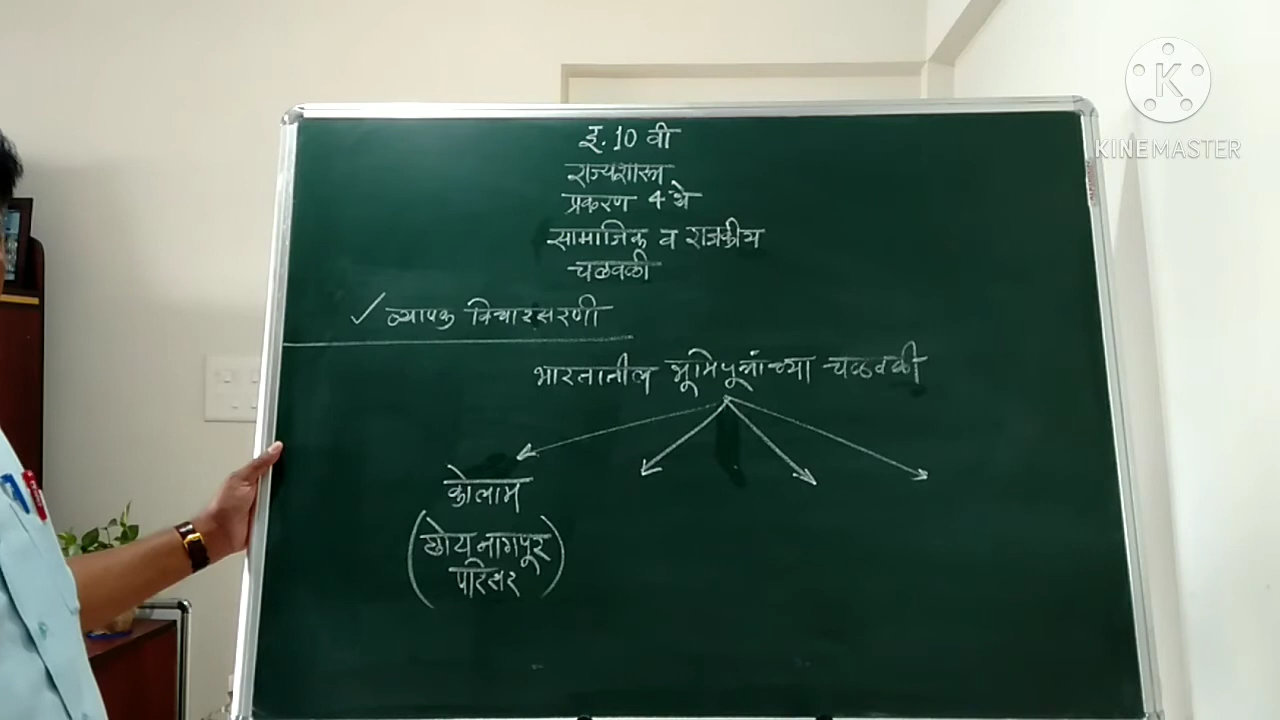 इ. 10 वी
राज्यशास्त्र
प्रकरण 4 थे
सामाजिक व राजकीय
चळवळी
✓ व्यापक विचारसरणी
भारतातील भूमिपूत्रांच्या चळवळी
कोलाम
(छोटा नागपूर
परिसर)
K
KINEMASTER